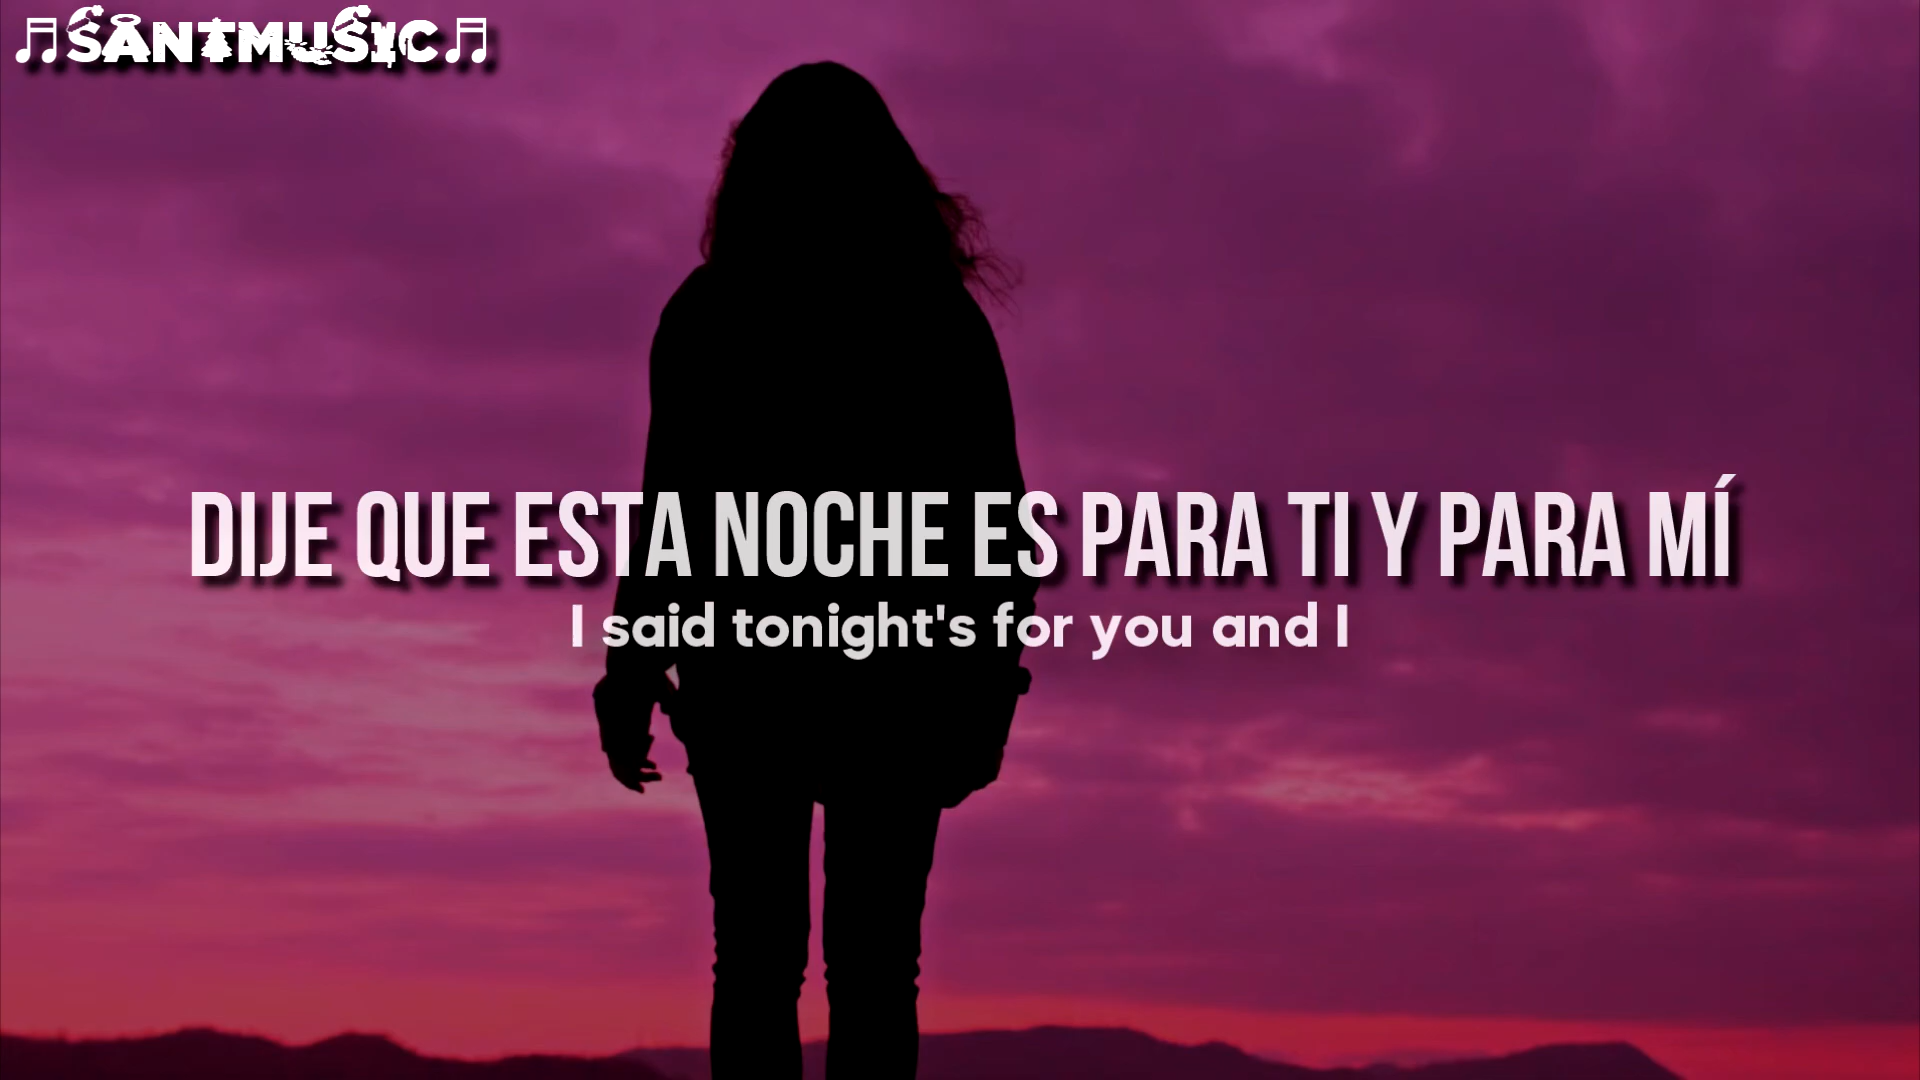 ♫SANTMUSIC♫
DIJE QUE ESTA NOCHE ES PARA TI Y PARA MÍ
I said tonight's for you and I